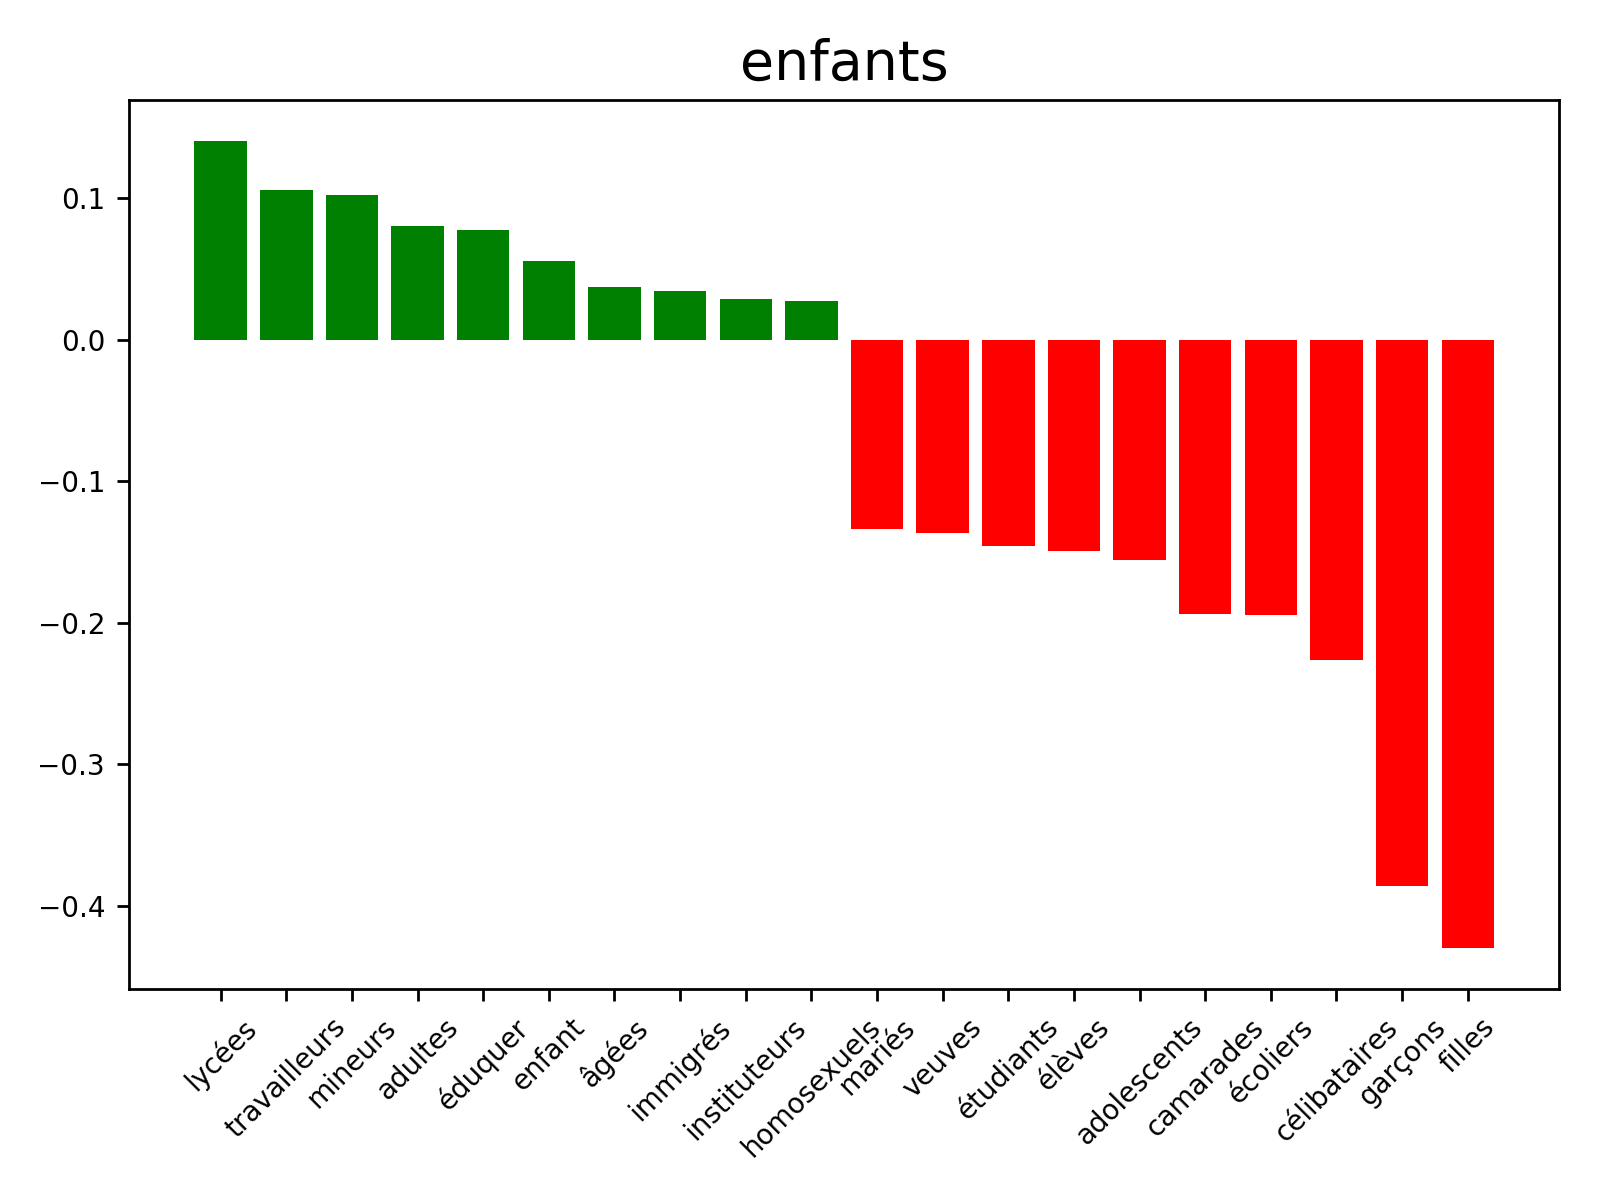 enfants
0.1
0.0
−0.1
−0.2
−0.3
−0.4
lycées
travailleurs
mineurs
adultes
éduquer
enfant
âgées
immigrés
instituteurs
homosexuels
mariés
veuves
étudiants
élèves
adolescents
camarades
écoliers
célibataires
garçons
filles